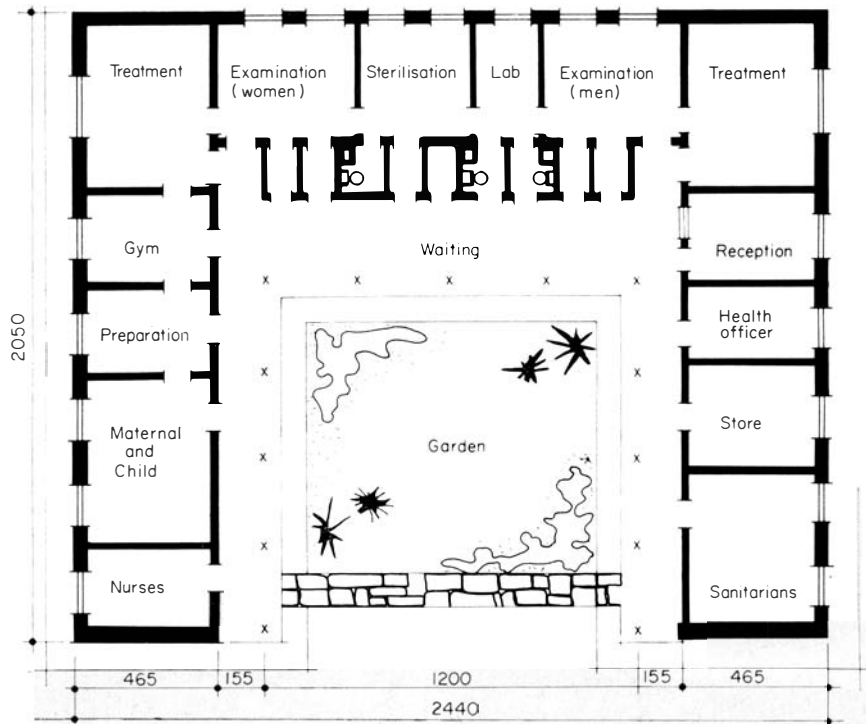 Treatment
Examination
(women)
Sterilisation
Lab
Examination
(men)
Treatment
Gym
Waiting
Reception
Preparation
Health
officer
2050
Maternal
and
Child
Garden
Store
Nurses
Sanitarians
465
155
1200
155
465
2440